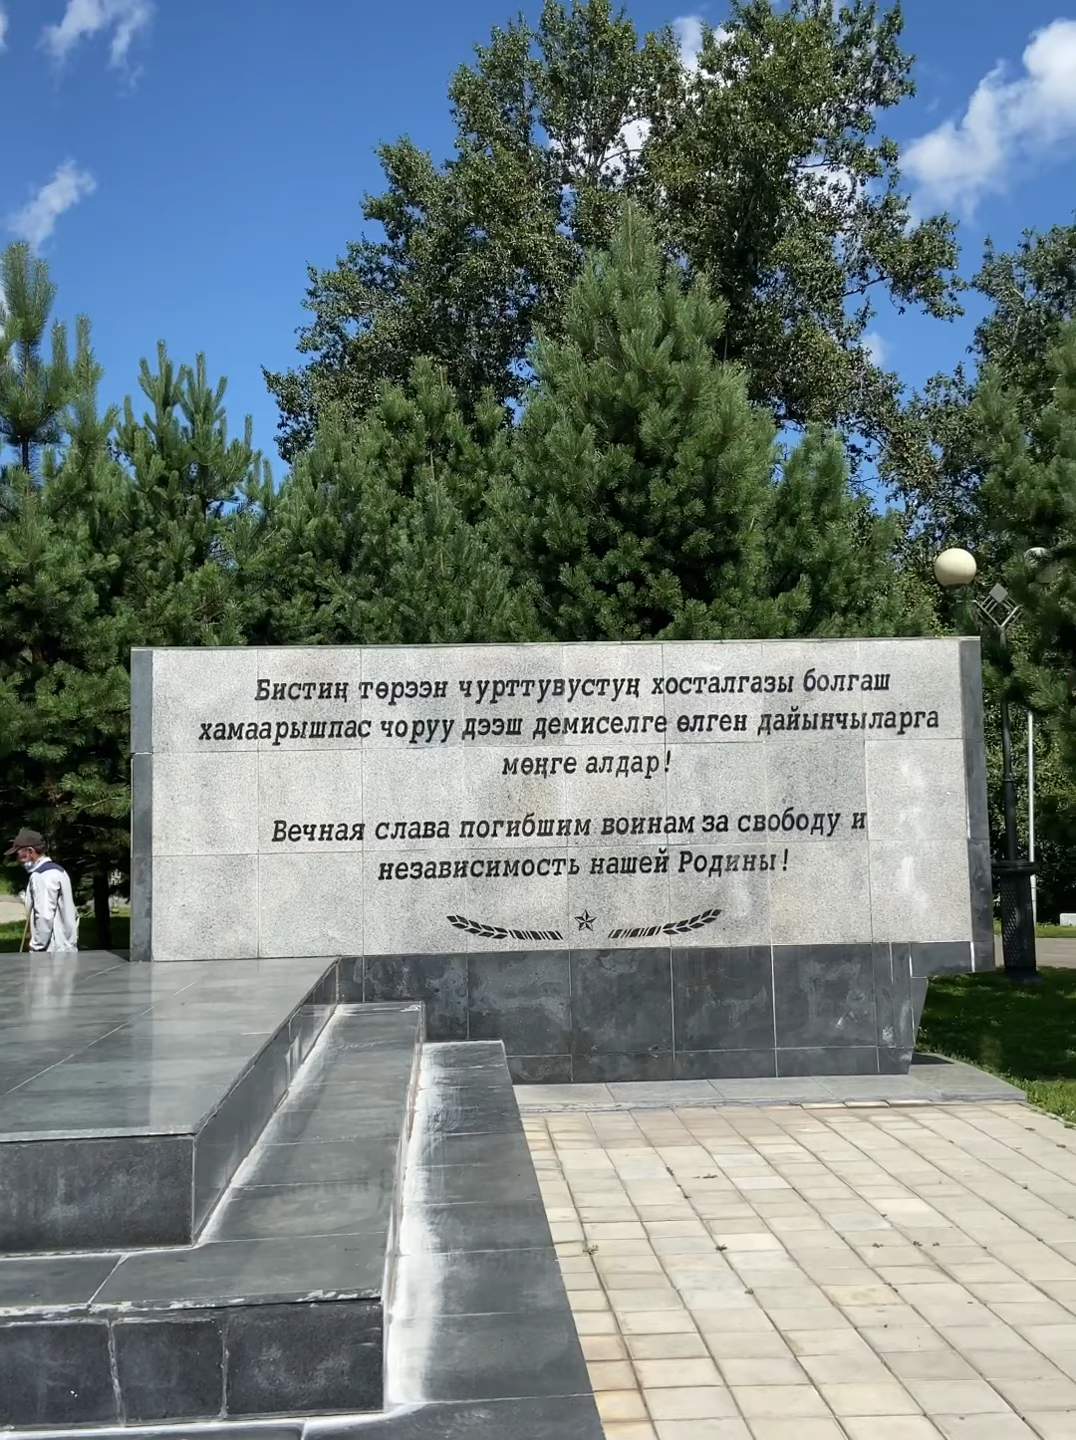 Бистиң төрээн чурттувустуң хосталгазы болгаш
хамаарышпас чоруу дээш демиселге өлген дайынчыларга
мөңге алдар!
Вечная слава погибшим воинам за свободу и
независимость нашей Родины!